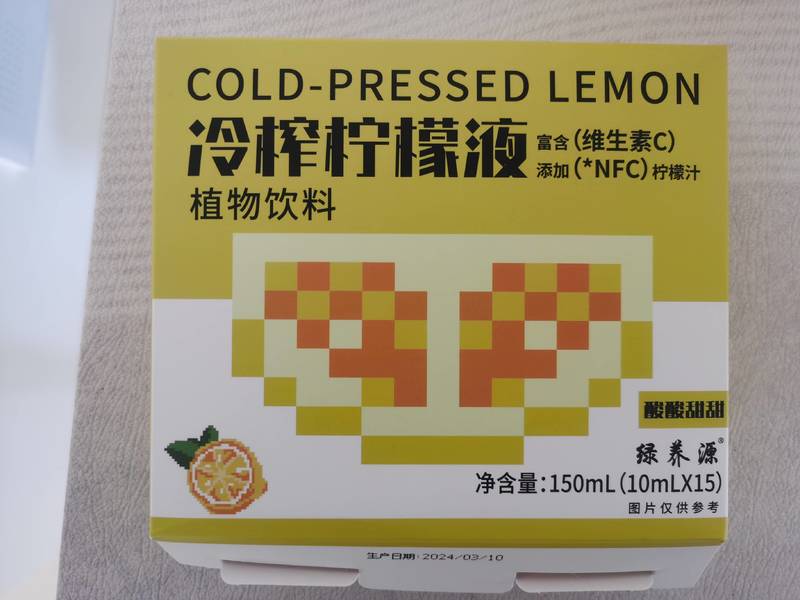 COLD-PRESSED LEMON
冷榨柠檬液
富含(维生素C)
添加(*NFC)柠檬汁
植物饮料
酸酸甜甜
绿养源®
净含量:150mL(10mLX15)
图片仅供参考
生产日期:2024/03/10